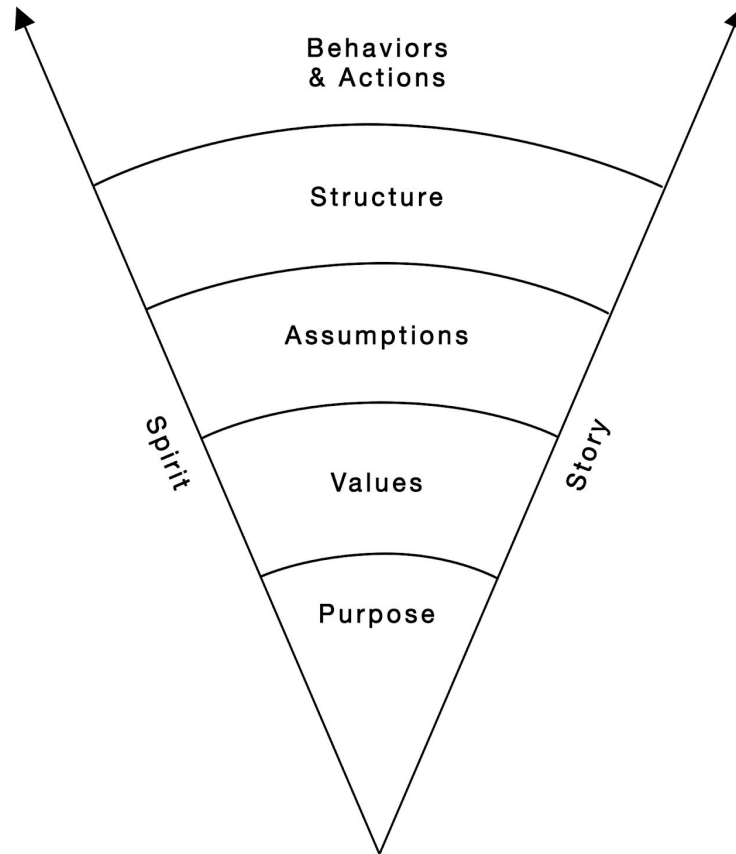 Behaviors
& Actions
Structure
Assumptions
Spirit
Story
Values
Purpose